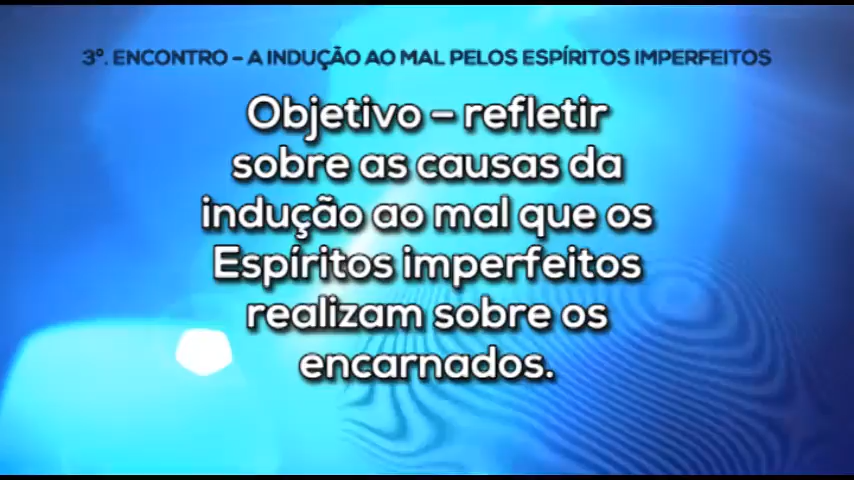 3º. ENCONTRO – A INDUÇÃO AO MAL PELOS ESPÍRITOS IMPERFEITOS
Objetivo – refletir
sobre as causas da
indução ao mal que os
Espíritos imperfeitos
realizam sobre os
encarnados.